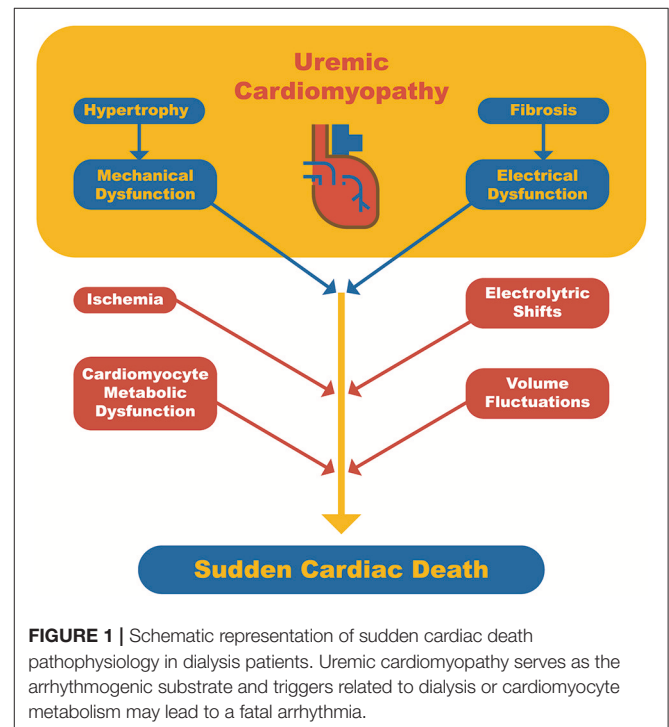 Uremic
Cardiomyopathy
Hypertrophy
Fibrosis
Mechanical
Dysfunction
Electrical
Dysfunction
Ischemia
Electrolytric
Shifts
Cardiomyocyte
Metabolic
Dysfunction
Volume
Fluctuations
Sudden Cardiac Death
FIGURE 1 | Schematic representation of sudden cardiac death
pathophysiology in dialysis patients. Uremic cardiomyopathy serves as the
arrhythmogenic substrate and triggers related to dialysis or cardiomyocyte
metabolism may lead to a fatal arrhythmia.